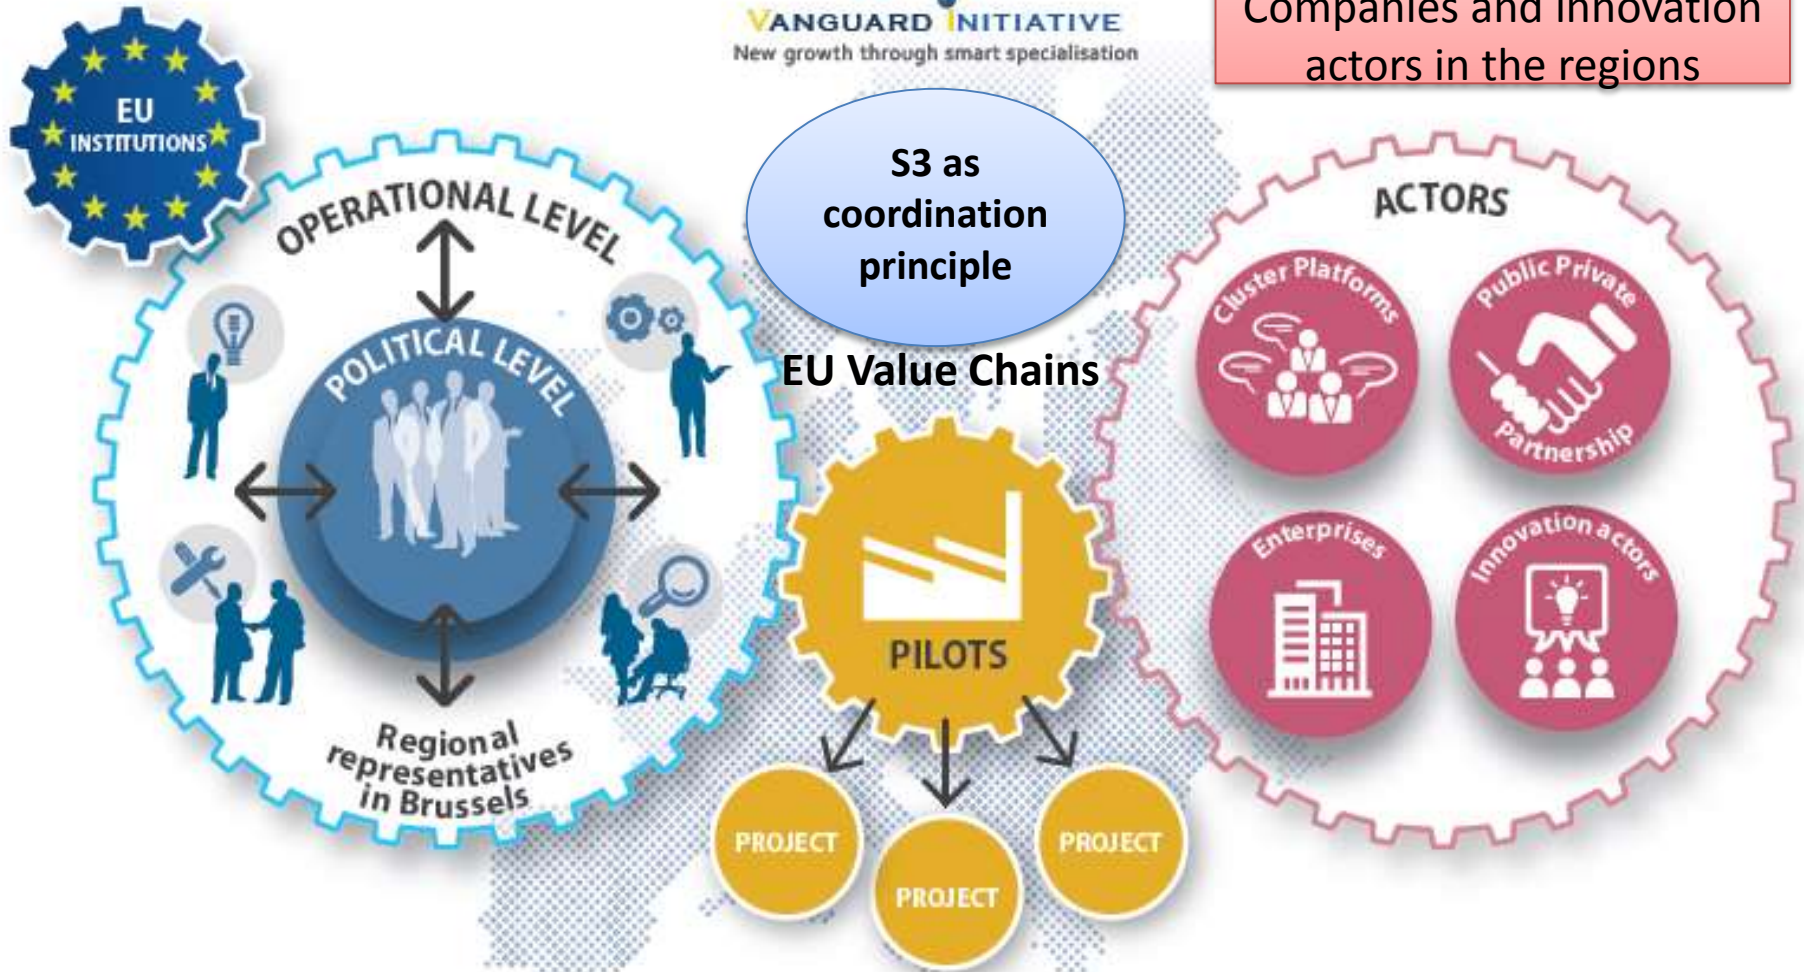 VANGUARD INITIATIVE
New growth through smart specialisation
Companies and innovation
actors in the regions
EU
INSTITUTIONS
OPERATIONAL LEVEL
POLITICAL LEVEL
Regional
representatives
in Brussels
S3 as
coordination
principle
EU Value Chains
PILOTS
PROJECT
PROJECT
PROJECT
ACTORS
Cluster Platforms
Public Private
Partnership
Enterprises
Innovation actors